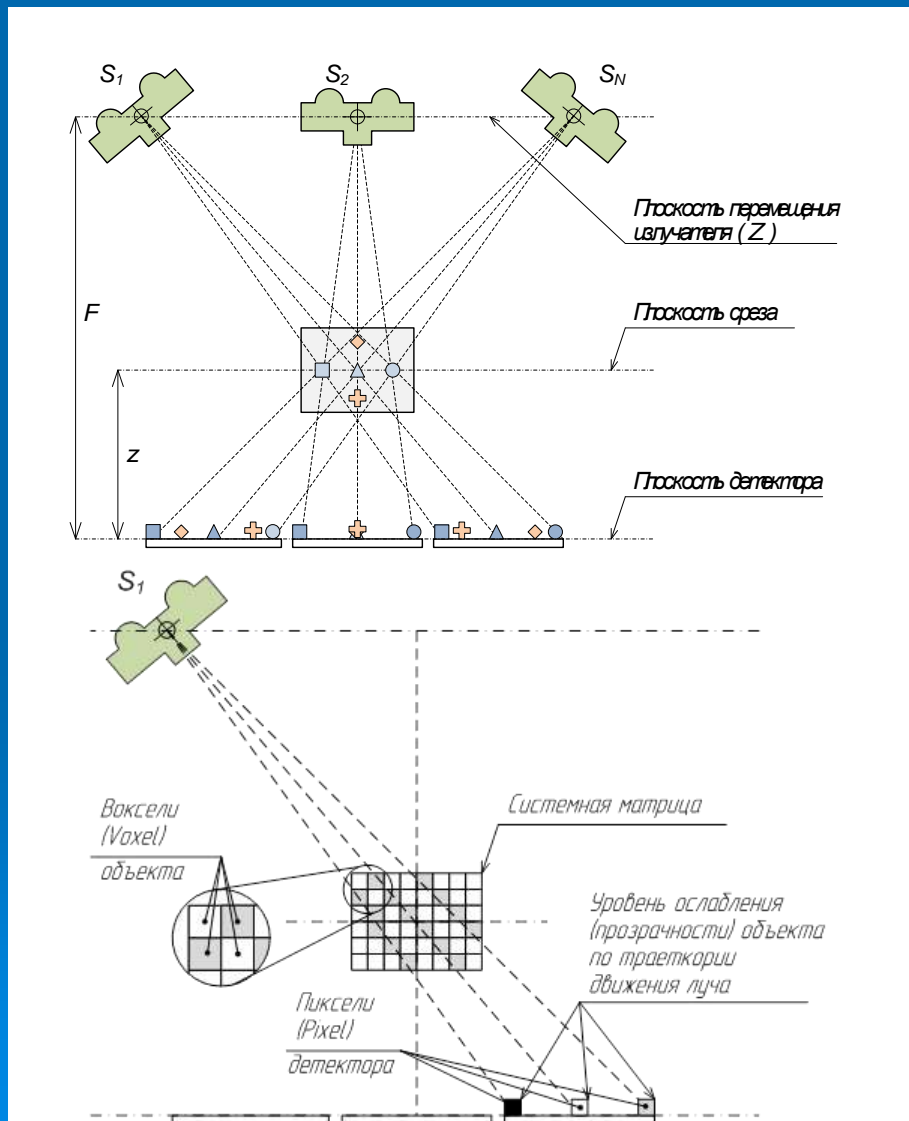 S₁
S₂
Sₙ
Плоскость перемещения
излучателя ( Z )
F
Плоскость среза
z
Плоскость детектора
S₁
Воксели
(Voxel)
объекта
Системная матрица
Уровень ослабления
(прозрачности) объекта
по траеткории
движения луча
Пиксели
(Pixel)
детектора